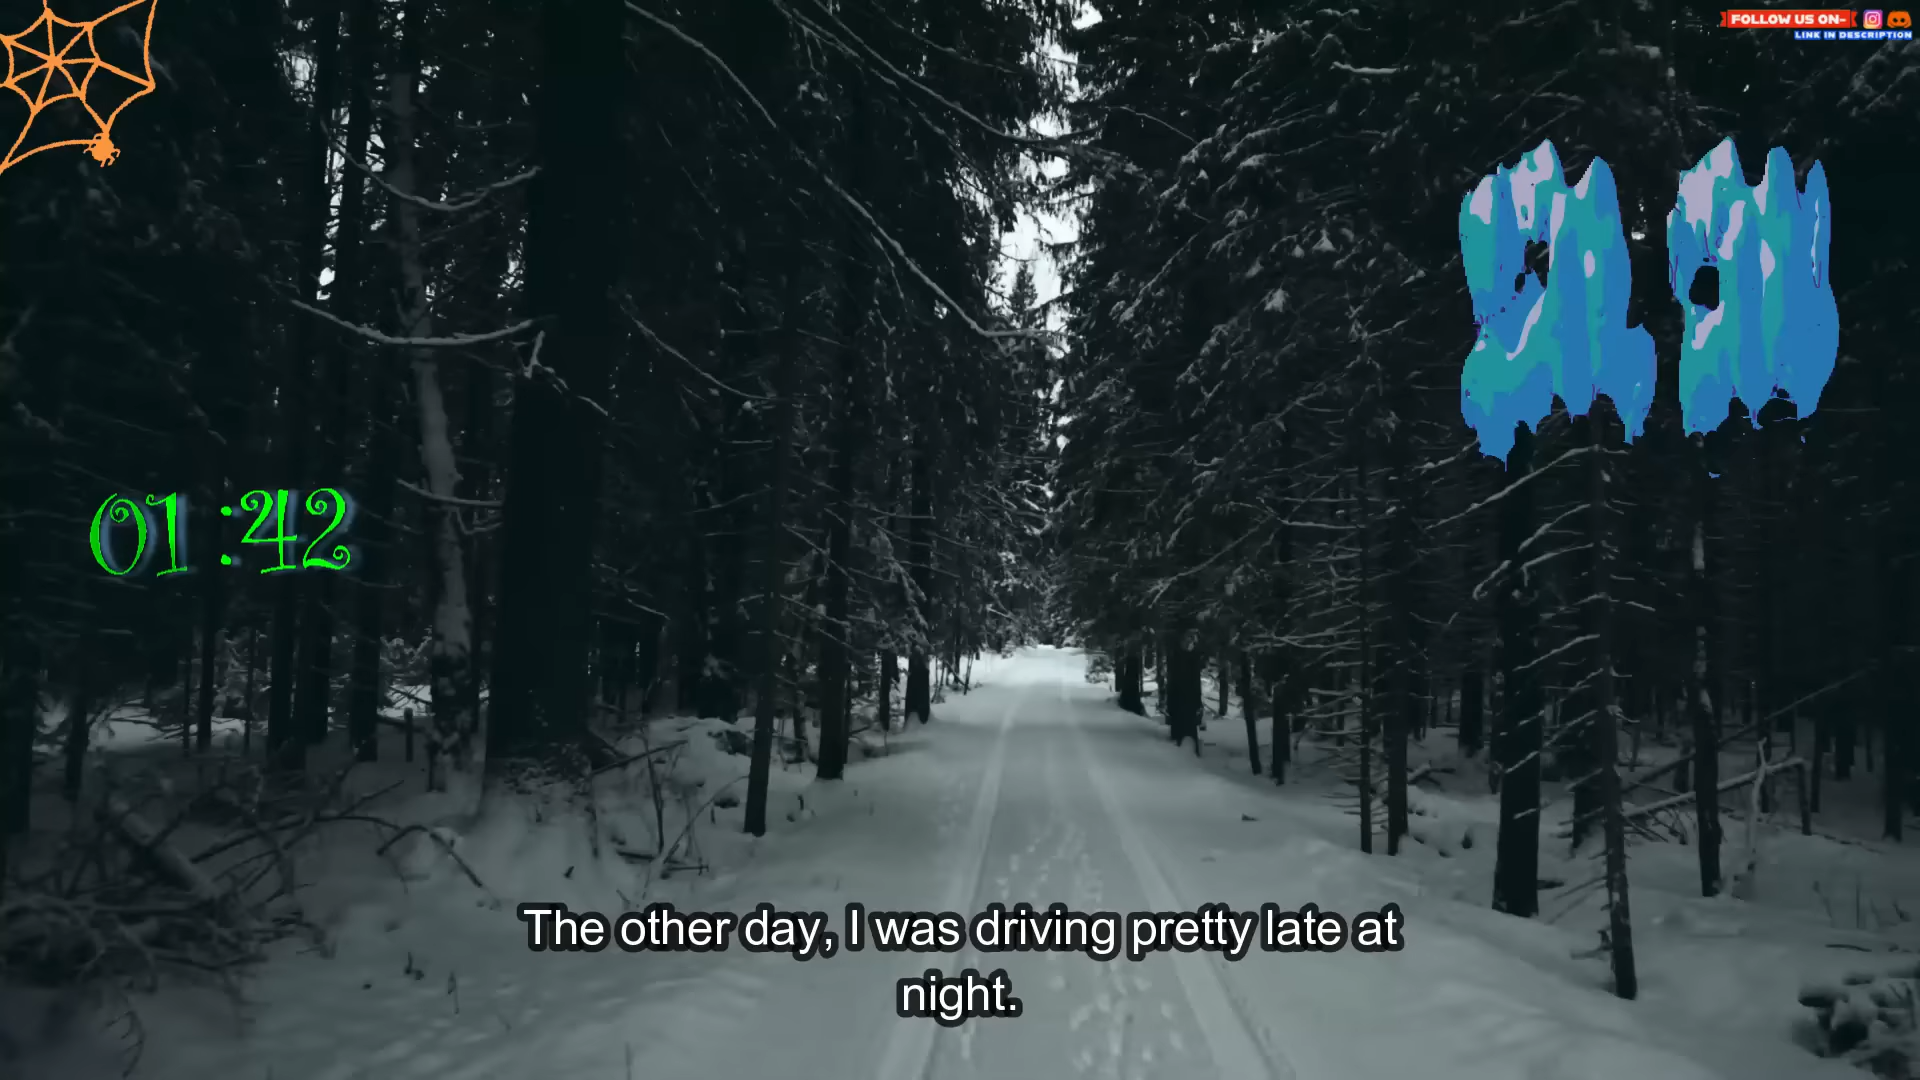 FOLLOW US ON-
LINK IN DESCRIPTION
01:42
The other day, I was driving pretty late at
night.